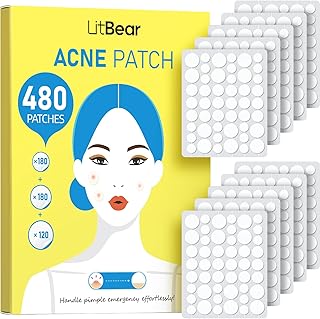 LitBear
ACNE PATCH
480
PATCHES
×180
+
×180
+
×120
Handle pimple emergency effortlessly!